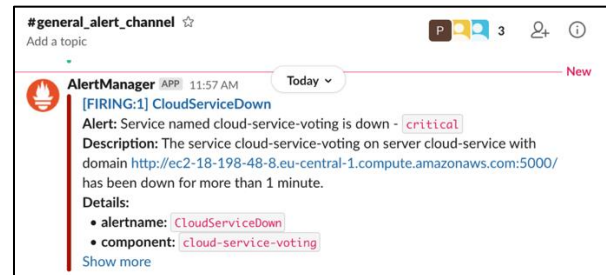 #general_alert_channel
Add a topic
P 3
New
Today
AlertManager APP 11:57 AM
[FIRING:1] CloudServiceDown
Alert: Service named cloud-service-voting is down - critical
Description: The service cloud-service-voting on server cloud-service with
domain http://ec2-18-198-48-8.eu-central-1.compute.amazonaws.com:5000/
has been down for more than 1 minute.
Details:
• alertname: CloudServiceDown
• component: cloud-service-voting
Show more